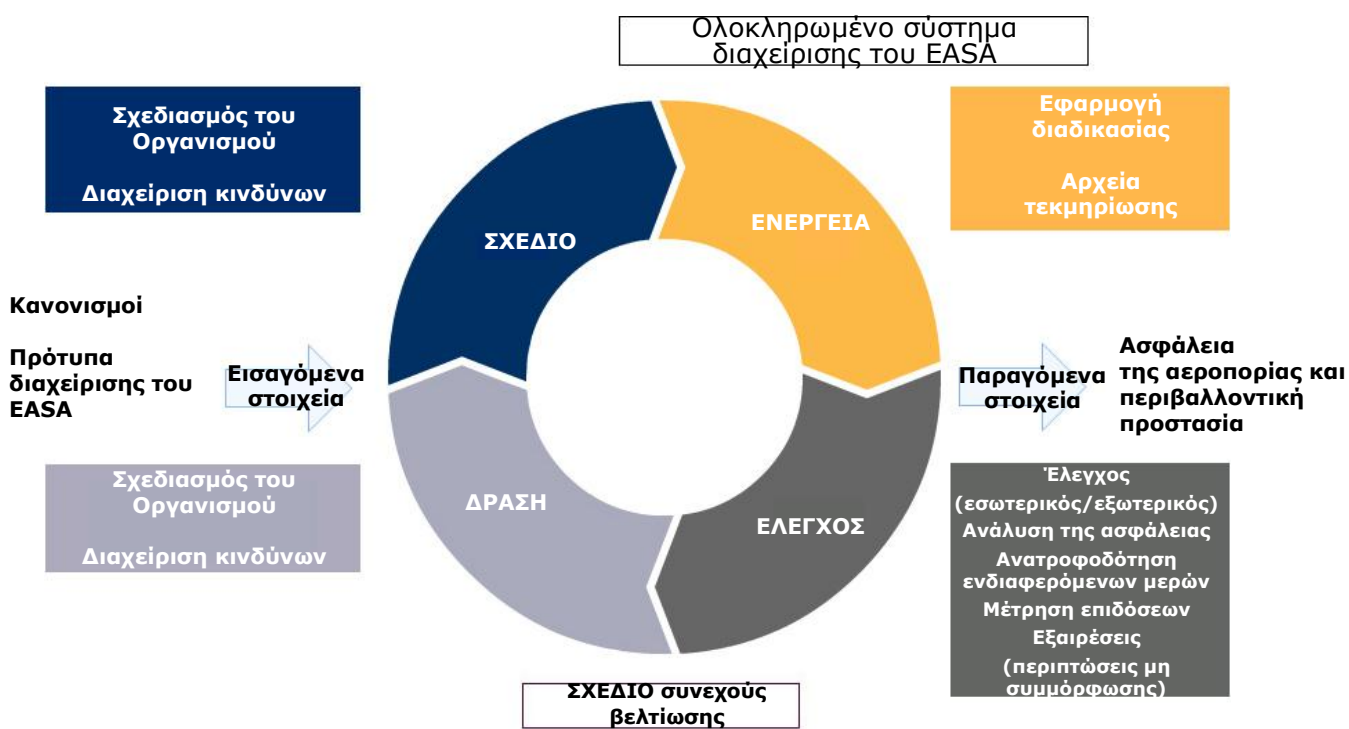 Ολοκληρωμένο σύστημα
διαχείρισης του EASA
Σχεδιασμός του
Οργανισμού
Διαχείριση κινδύνων
Εφαρμογή
διαδικασίας
Αρχεία
τεκμηρίωσης
ΣΧΕΔΙΟ
ΕΝΕΡΓΕΙΑ
Κανονισμοί
Πρότυπα
διαχείρισης του
EASA
Εισαγόμενα
στοιχεία
Παραγόμενα
στοιχεία
Ασφάλεια
της αεροπορίας και
περιβαλλοντική
προστασία
Σχεδιασμός του
Οργανισμού
Διαχείριση κινδύνων
ΔΡΑΣΗ
ΕΛΕΓΧΟΣ
Έλεγχος
(εσωτερικός/εξωτερικός)
Ανάλυση της ασφάλειας
Ανατροφοδότηση
ενδιαφερόμενων μερών
Μέτρηση επιδόσεων
Εξαιρέσεις
(περιπτώσεις μη
συμμόρφωσης)
ΣΧΕΔΙΟ συνεχούς
βελτίωσης